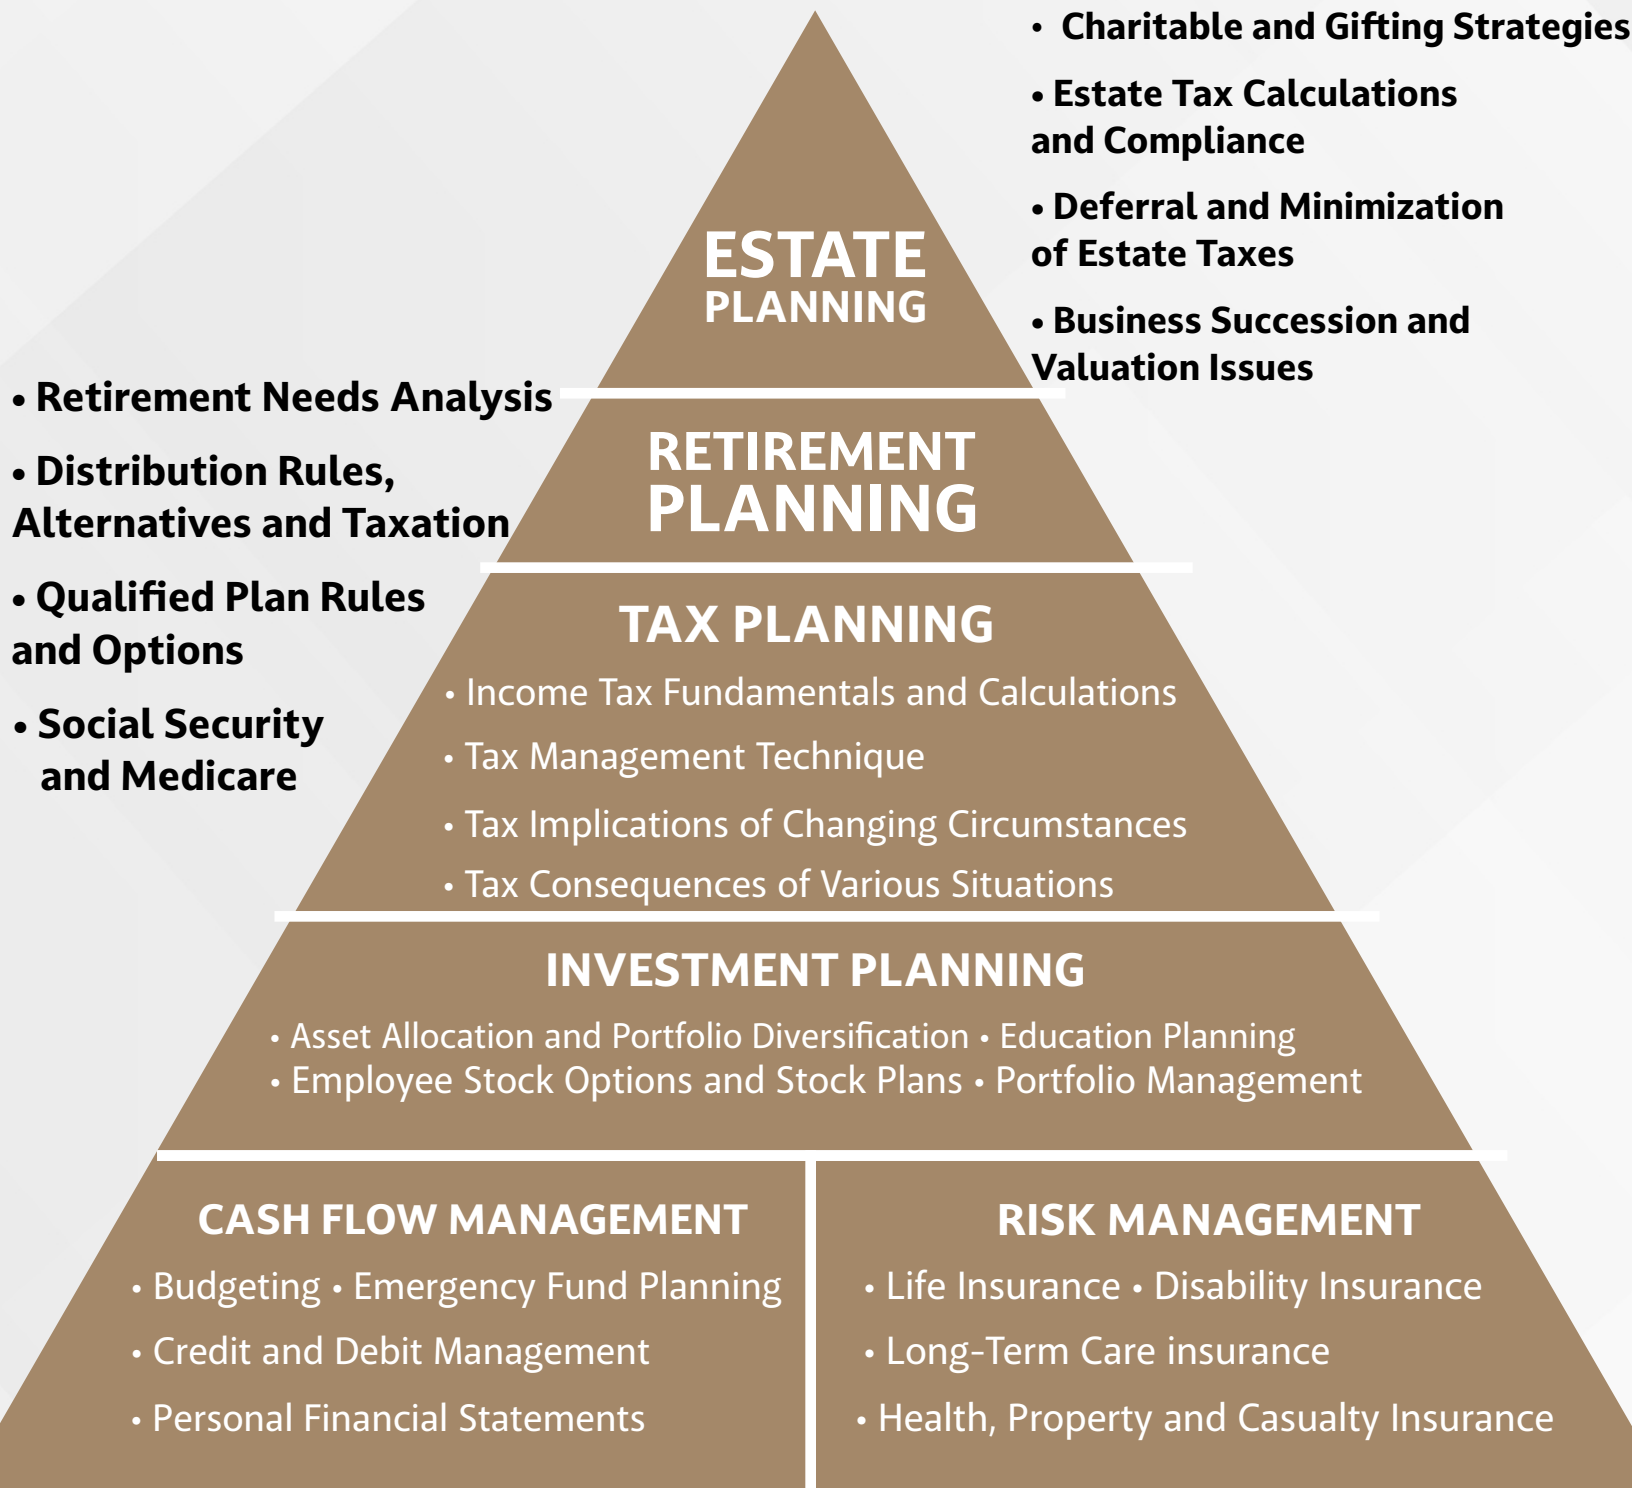 • Charitable and Gifting Strategies
• Estate Tax Calculations
and Compliance
• Deferral and Minimization
of Estate Taxes
• Business Succession and
Valuation Issues
ESTATE
PLANNING
• Retirement Needs Analysis
• Distribution Rules,
Alternatives and Taxation
• Qualified Plan Rules
and Options
• Social Security
and Medicare
RETIREMENT
PLANNING
TAX PLANNING
• Income Tax Fundamentals and Calculations
• Tax Management Technique
• Tax Implications of Changing Circumstances
• Tax Consequences of Various Situations
INVESTMENT PLANNING
• Asset Allocation and Portfolio Diversification • Education Planning
• Employee Stock Options and Stock Plans • Portfolio Management
CASH FLOW MANAGEMENT
• Budgeting • Emergency Fund Planning
• Credit and Debit Management
• Personal Financial Statements
RISK MANAGEMENT
• Life Insurance • Disability Insurance
• Long-Term Care insurance
• Health, Property and Casualty Insurance